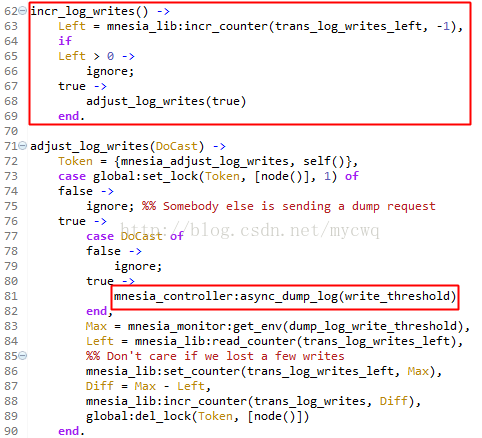 62 incr_log_writes() ->
63 Left = mnesia_lib:incr_counter(trans_log_writes_left, -1),
64 if
65 Left > 0 ->
66 ignore;
67 true ->
68 adjust_log_writes(true)
69 end.
70
71 adjust_log_writes(DoCast) ->
72 Token = {mnesia_adjust_log_writes, self()},
73 case global:set_lock(Token, [node()], 1) of
74 false ->
75 ignore; %% Somebody else is sending a dump request
76 true ->
77 case DoCast of
http://blog.csdn.net/mycwq
78 false ->
79 ignore;
80 true ->
81 mnesia_controller:async_dump_log(write_threshold)
82 end,
83 Max = mnesia_monitor:get_env(dump_log_write_threshold),
84 Left = mnesia_lib:read_counter(trans_log_writes_left),
85 %% Don't care if we lost a few writes
86 mnesia_lib:set_counter(trans_log_writes_left, Max),
87 Diff = Max - Left,
88 mnesia_lib:incr_counter(trans_log_writes, Diff),
89 global:del_lock(Token, [node()])
90 end.